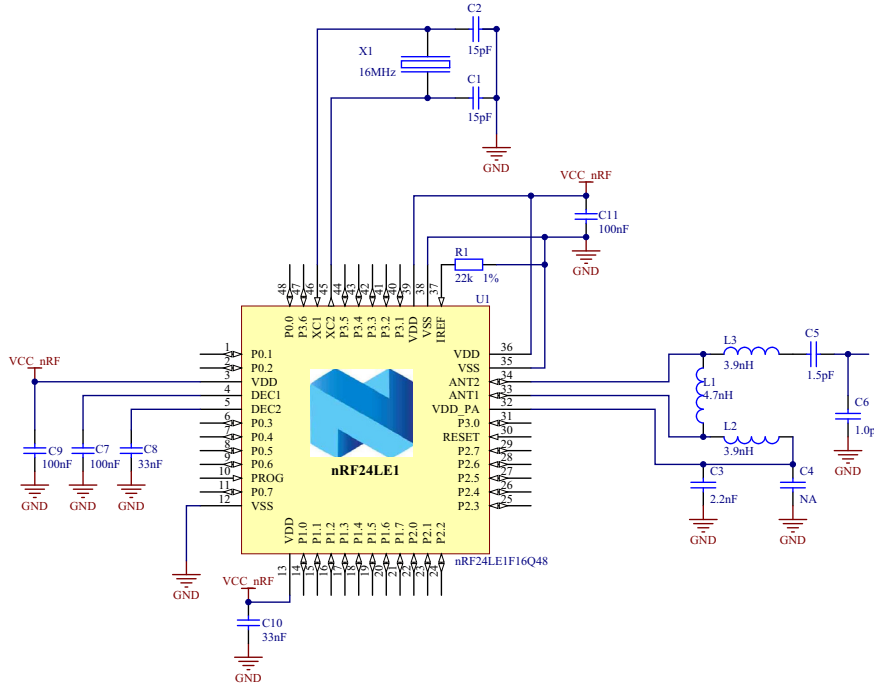 C2
15pF
X1
16MHz
C1
15pF
GND
VCC_nRF
C11
100nF
GND
R1
22k 1%
48
47
46
45
44
43
42
41
40
39
38
37
U1
P0.0
P3.6
XC1
XC2
P3.5
P3.4
P3.3
P3.2
P3.1
VDD
VSS
IREF
1 P0.1
2 P0.2
3 VDD
4 DEC1
5 DEC2
6 P0.3
7 P0.4
8 P0.5
9 P0.6
10 PROG
11 P0.7
12 VSS
VDD 36
VSS 35
ANT2 34
ANT1 33
VDD_PA 32
P3.0 31
RESET 30
P2.7 29
P2.6 28
P2.5 27
P2.4 26
P2.3 25
nRF24LE1
VDD
P1.0
P1.1
P1.2
P1.3
P1.4
P1.5
P1.6
P1.7
P2.0
P2.1
P2.2
13
14
15
16
17
18
19
20
21
22
23
24
nRF24LE1F16Q48
VCC_nRF
C9
100nF
GND
C7
100nF
GND
C8
33nF
GND
GND
VCC_nRF
C10
33nF
GND
L3
3.9nH
C5
1.5pF
L1
4.7nH
L2
3.9nH
C6
1.0p
GND
C3
2.2nF
GND
C4
NA
GND